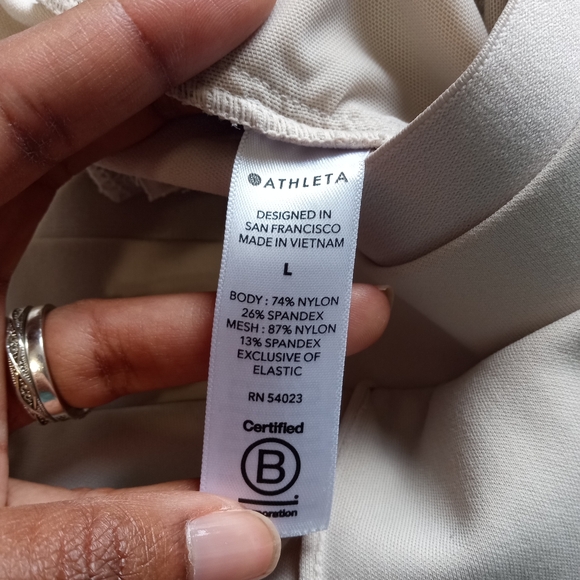 ATHLETA
DESIGNED IN
SAN FRANCISCO
MADE IN VIETNAM
L
BODY : 74% NYLON
26% SPANDEX
MESH : 87% NYLON
13% SPANDEX
EXCLUSIVE OF
ELASTIC
RN 54023
Certified
B